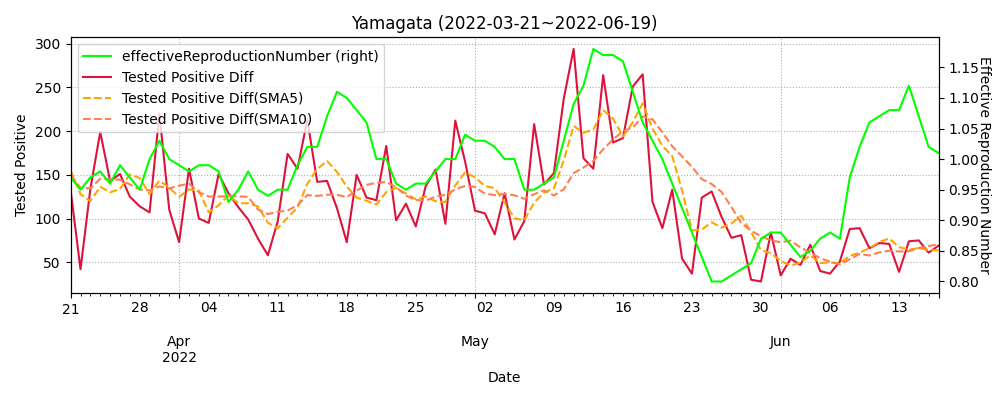 Yamagata (2022-03-21~2022-06-19)
effectiveReproductionNumber (right)
Tested Positive Diff
Tested Positive Diff(SMA5)
Tested Positive Diff(SMA10)
Tested Positive
300
250
200
150
100
50
1.15
1.10
1.05
1.00
0.95
0.90
0.85
0.80
Effective Reproduction Number
21 28 04 11 18 25 02 09 16 23 30 06 13
Apr May Jun
2022
Date